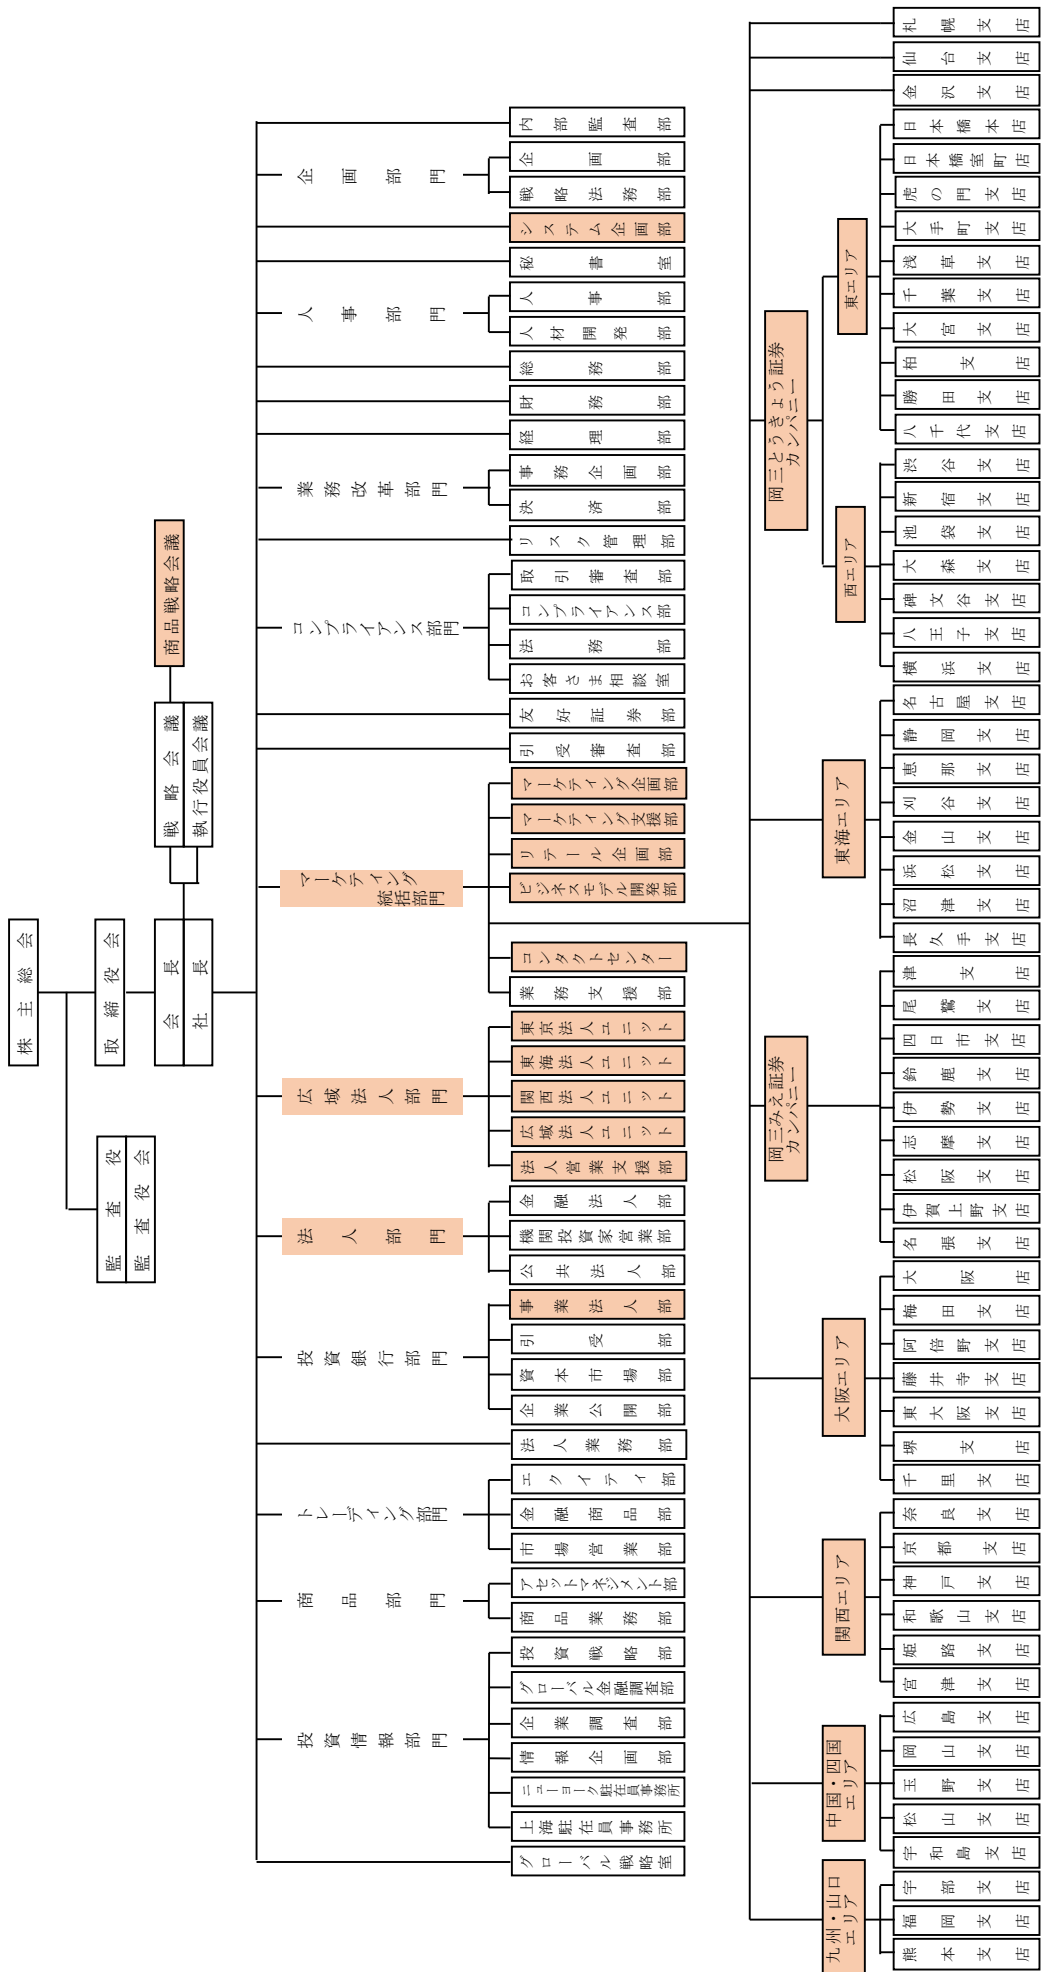 株主総会
取締役会
監査役
監査役会
会長
社長
戦略会議
執行役員会議
商品戦略会議
内部監査部
企画部門
企画部
戦略法務部
システム企画部
秘書室
人事部門
人事部
人材開発部
総務部
財務部
経理部
業務改革部門
事務企画部
決済部
リスク管理部
コンプライアンス部門
取引審査部
コンプライアンス部
法務部
お客さま相談室
友好証券部
引受審査部
マーケティング
統括部門
マーケティング企画部
マーケティング支援部
リテール企画部
ビジネスモデル開発部
コンタクトセンター
業務支援部
広域法人部門
東京法人ユニット
東海法人ユニット
関西法人ユニット
広域法人ユニット
法人営業支援部
法人部門
金融法人部
機関投資家営業部
公共法人部
投資銀行部門
事業法人部
引受部
資本市場部
企業公開部
法人業務部
トレーディング部門
エクイティ部
金融商品部
市場営業部
商品部門
アセットマネジメント部
商品業務部
投資情報部門
投資戦略部
グローバル金融調査部
企業調査部
情報企画部
ニューヨーク駐在員事務所
上海駐在員事務所
グローバル戦略室
札幌支店
仙台支店
金沢支店
岡三とうきょう証券
カンパニー
東エリア
日本橋本店
日本橋室町店
虎の門支店
大手町支店
浅草支店
千葉支店
大宮支店
柏支店
勝田支店
八千代支店
西エリア
渋谷支店
新宿支店
池袋支店
大森支店
碑文谷支店
八王子支店
横浜支店
東海エリア
名古屋支店
静岡支店
恵那支店
刈谷支店
金山支店
浜松支店
沼津支店
長久手支店
岡三みえ証券
カンパニー
津支店
尾鷲支店
四日市支店
鈴鹿支店
伊勢支店
志摩支店
松阪支店
伊賀上野支店
名張支店
大阪エリア
大阪店
梅田支店
阿倍野支店
藤井寺支店
東大阪支店
堺支店
千里支店
関西エリア
奈良支店
京都支店
神戸支店
和歌山支店
姫路支店
宮津支店
中国・四国
エリア
広島支店
岡山支店
玉野支店
松山支店
宇和島支店
九州・山口
エリア
宇部支店
福岡支店
熊本支店